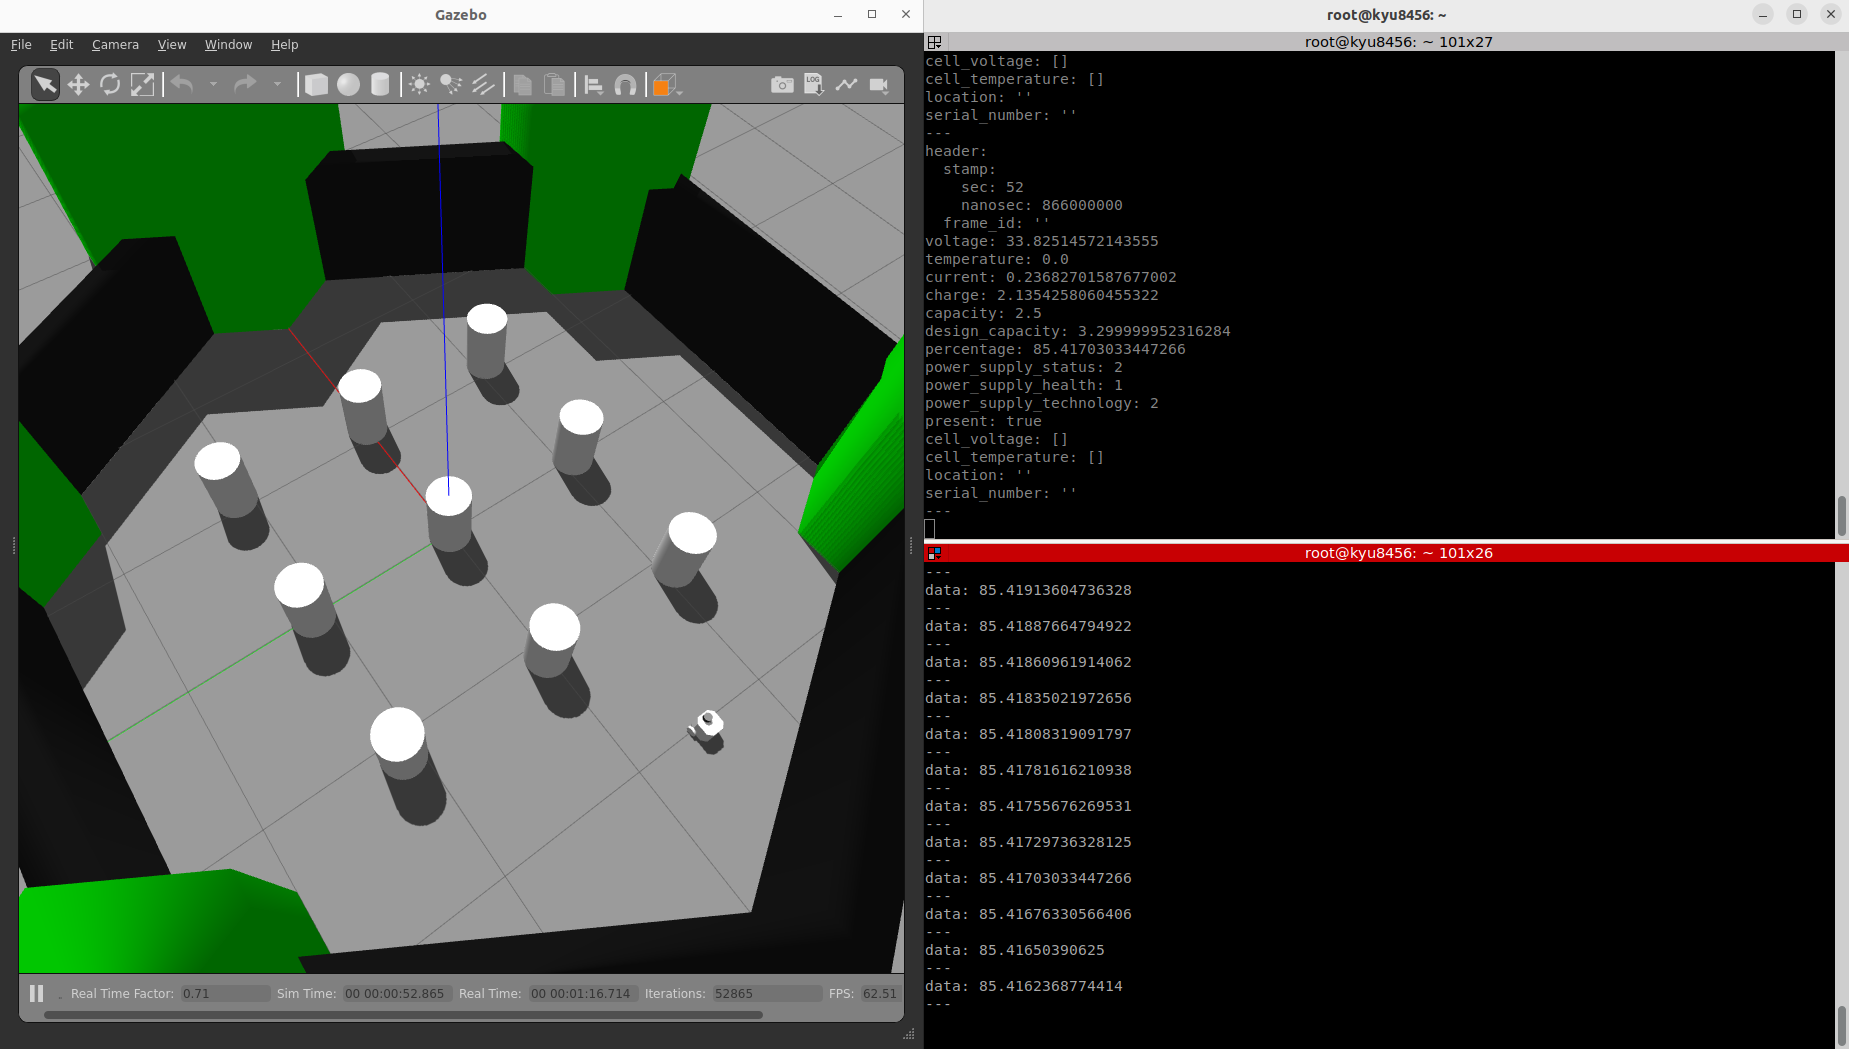 Gazebo
File Edit Camera View Window Help
LOG
Real Time Factor: 0.71 Sim Time: 00 00:00:52.865 Real Time: 00 00:01:16.714 Iterations: 52865 FPS: 62.51
root@kyu8456: ~
root@kyu8456: ~ 101x27
cell_voltage: []
cell_temperature: []
location: ''
serial_number: ''
---
header:
  stamp:
    sec: 52
    nanosec: 866000000
  frame_id: ''
voltage: 33.82514572143555
temperature: 0.0
current: 0.23682701587677002
charge: 2.1354258060455322
capacity: 2.5
design_capacity: 3.299999952316284
percentage: 85.41703033447266
power_supply_status: 2
power_supply_health: 1
power_supply_technology: 2
present: true
cell_voltage: []
cell_temperature: []
location: ''
serial_number: ''
---
root@kyu8456: ~ 101x26
---
data: 85.41913604736328
---
data: 85.41887664794922
---
data: 85.41860961914062
---
data: 85.41835021972656
---
data: 85.41808319091797
---
data: 85.41781616210938
---
data: 85.41755676269531
---
data: 85.41729736328125
---
data: 85.41703033447266
---
data: 85.41676330566406
---
data: 85.41650390625
---
data: 85.4162368774414
---